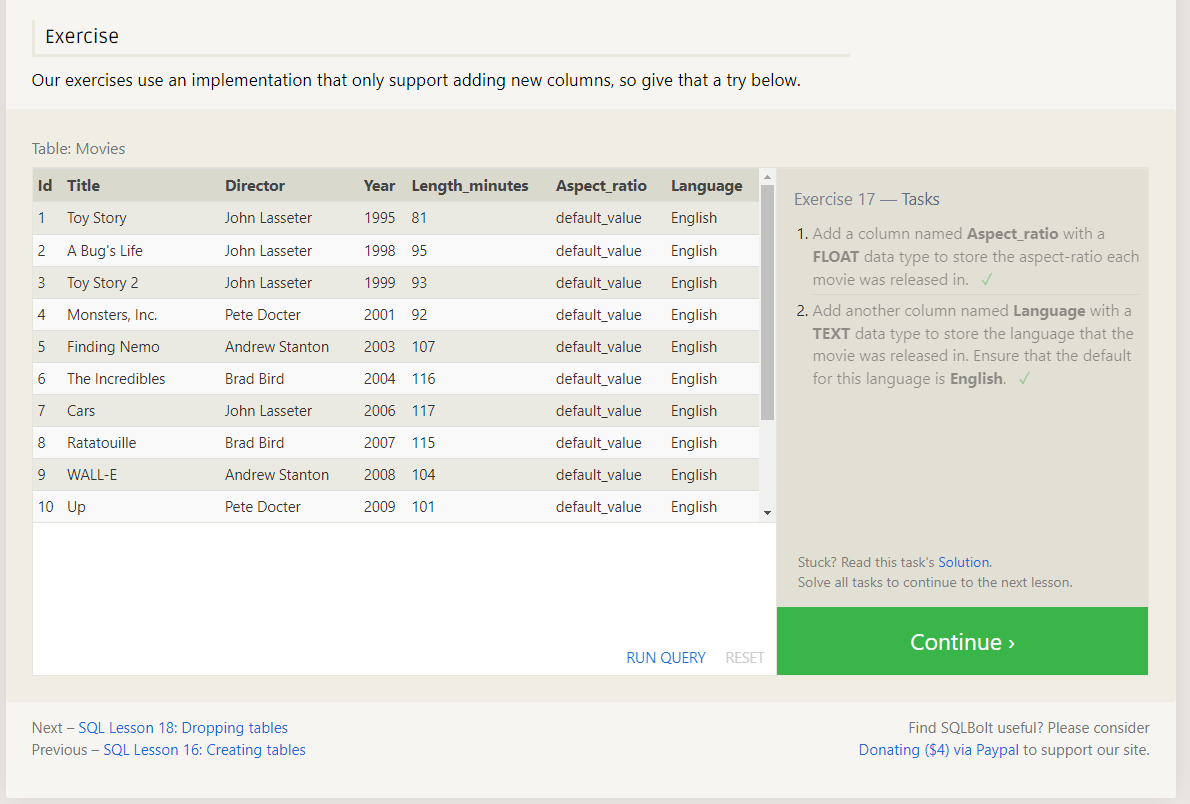 Exercise
Our exercises use an implementation that only support adding new columns, so give that a try below.
Table: Movies
Id Title Director Year Length_minutes Aspect_ratio Language
1 Toy Story John Lasseter 1995 81 default_value English
2 A Bug's Life John Lasseter 1998 95 default_value English
3 Toy Story 2 John Lasseter 1999 93 default_value English
4 Monsters, Inc. Pete Docter 2001 92 default_value English
5 Finding Nemo Andrew Stanton 2003 107 default_value English
6 The Incredibles Brad Bird 2004 116 default_value English
7 Cars John Lasseter 2006 117 default_value English
8 Ratatouille Brad Bird 2007 115 default_value English
9 WALL-E Andrew Stanton 2008 104 default_value English
10 Up Pete Docter 2009 101 default_value English
RUN QUERY RESET
Exercise 17 — Tasks
1. Add a column named Aspect_ratio with a
FLOAT data type to store the aspect-ratio each
movie was released in. ✓
2. Add another column named Language with a
TEXT data type to store the language that the
movie was released in. Ensure that the default
for this language is English. ✓
Stuck? Read this task's Solution.
Solve all tasks to continue to the next lesson.
Continue ›
Next – SQL Lesson 18: Dropping tables
Previous – SQL Lesson 16: Creating tables
Find SQLBolt useful? Please consider
Donating ($4) via Paypal to support our site.